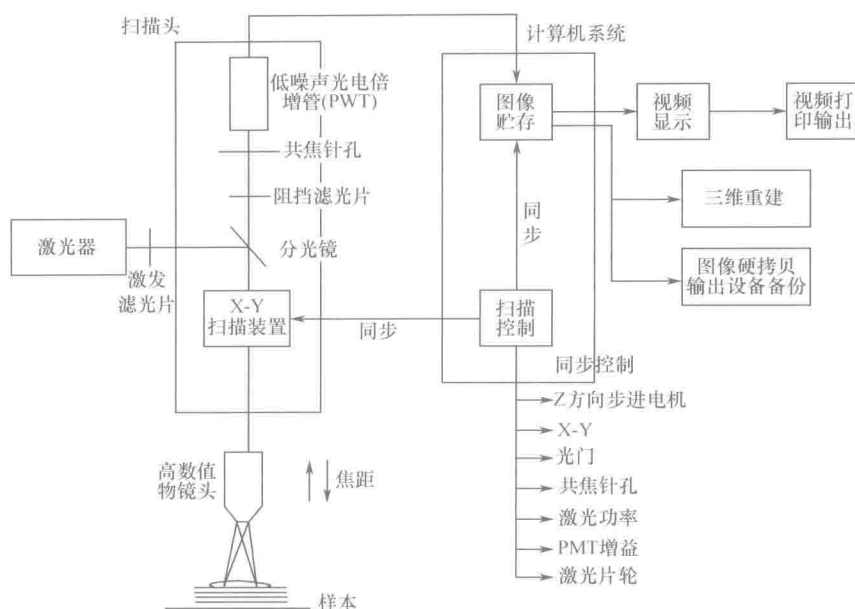 扫描头
计算机系统
低噪声光电倍
增管(PWT)
共焦针孔
阻挡滤光片
激光器
激发
滤光片
分光镜
X-Y
扫描装置
同步
高数值
物镜头
焦距
样本
图像
贮存
视频
显示
视频打
印输出
三维重建
图像硬拷贝
输出设备备份
同
步
扫描
控制
同步控制
Z方向步进电机
X-Y
光门
共焦针孔
激光功率
PMT增益
激光片轮